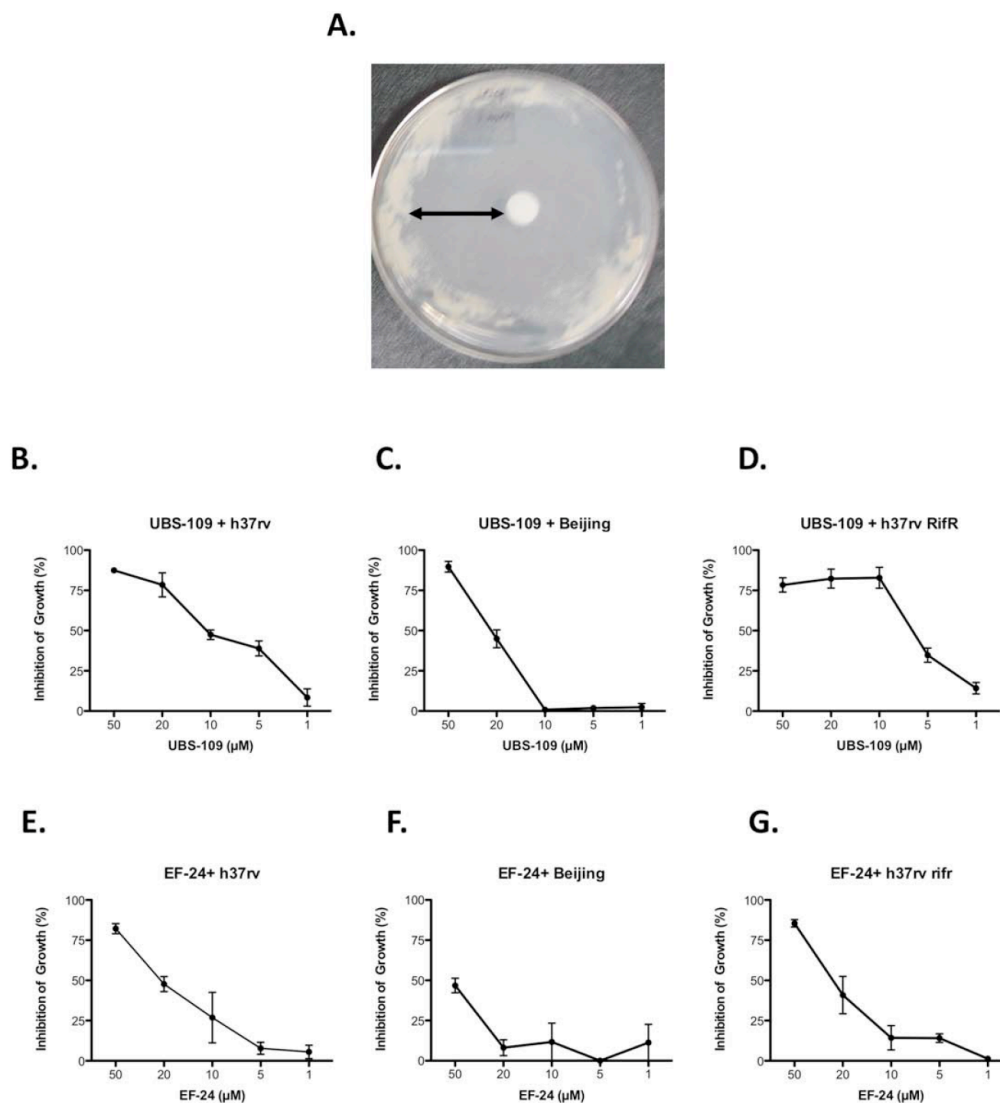 A.
B.
C.
D.
UBS-109 + h37rv
UBS-109 + Beijing
UBS-109 + h37rv RifR
Inhibition of Growth (%)
100
75
50
25
0
50 20 10 5 1
UBS-109 (µM)
Inhibition of Growth (%)
100
75
50
25
0
50 20 10 5 1
UBS-109 (µM)
Inhibition of Growth (%)
100
75
50
25
0
50 20 10 5 1
UBS-109 (µM)
E.
F.
G.
EF-24+ h37rv
EF-24+ Beijing
EF-24+ h37rv rifr
Inhibition of Growth (%)
100
75
50
25
0
50 20 10 5 1
EF-24 (µM)
Inhibition of Growth (%)
100
75
50
25
0
50 20 10 5 1
EF-24 (µM)
Inhibition of Growth (%)
100
75
50
25
0
50 20 10 5 1
EF-24 (µM)